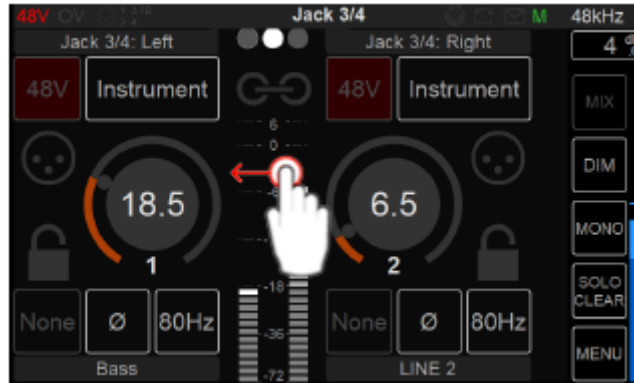 48V OV Jack 3/4 M 48kHz
Jack 3/4: Left Jack 3/4: Right 4
48V Instrument 48V Instrument MIX
6
0
DIM
18.5 6.5
MONO
1 2
-18
SOLO
CLEAR
None Ø 80Hz None Ø 80Hz
-36
MENU
Bass LINE 2
-72